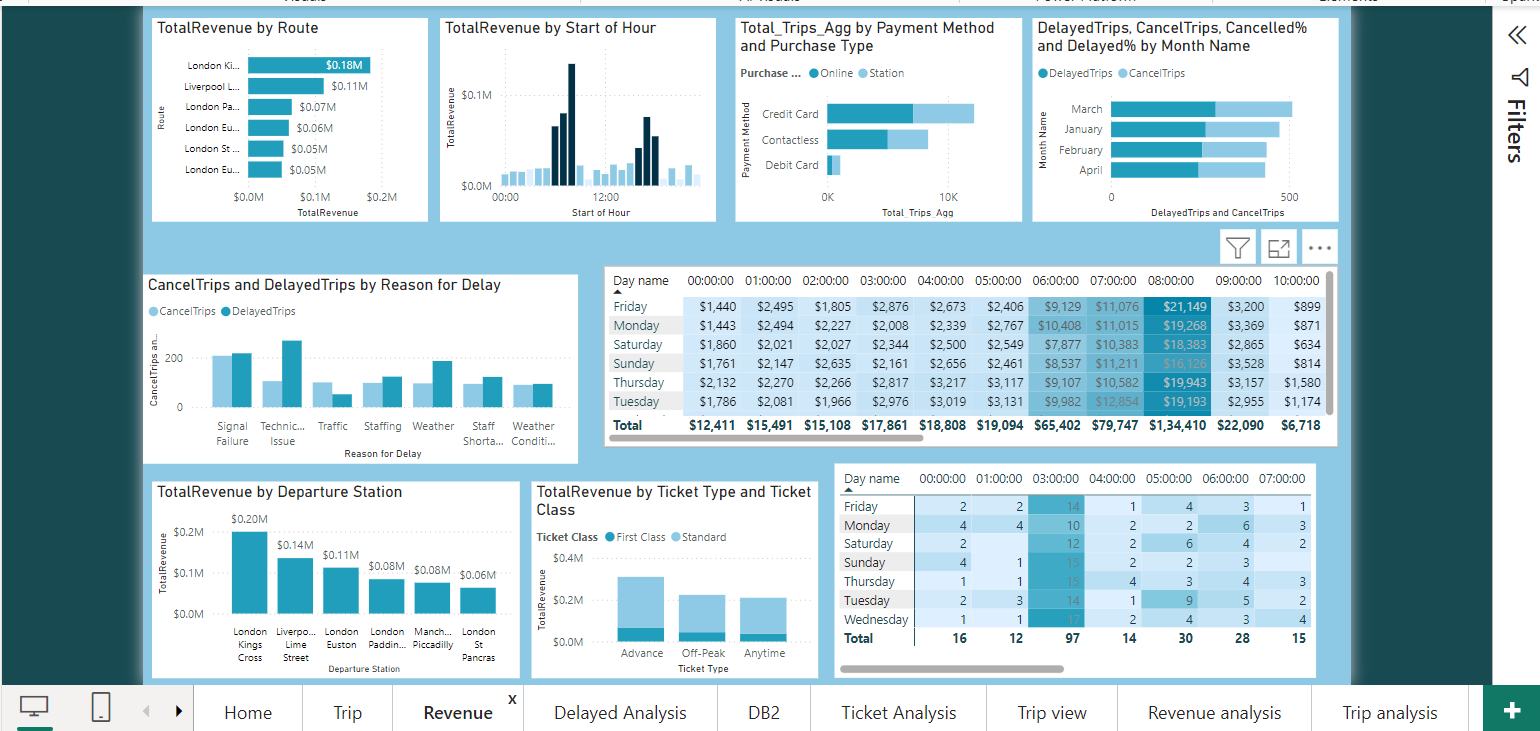 TotalRevenue by Route
London Ki...
$0.18M
Liverpool L...
$0.11M
London Pa...
$0.07M
London Eu...
$0.06M
London St ...
$0.05M
London Eu...
$0.05M
Route
$0.0M $0.1M $0.2M
TotalRevenue
TotalRevenue by Start of Hour
TotalRevenue
$0.1M
$0.0M
00:00 12:00
Start of Hour
Total_Trips_Agg by Payment Method
and Purchase Type
Purchase ... Online Station
Payment Method
Credit Card
Contactless
Debit Card
0K 10K
Total_Trips_Agg
DelayedTrips, CancelTrips, Cancelled%
and Delayed% by Month Name
DelayedTrips CancelTrips
Month Name
March
January
February
April
0 500
DelayedTrips and CancelTrips
Filters
CancelTrips and DelayedTrips by Reason for Delay
CancelTrips DelayedTrips
CancelTrips an...
200
0
Signal Technic... Traffic Staffing Weather Staff Weather
Failure Issue Shorta... Conditi...
Reason for Delay
Day name 00:00:00 01:00:00 02:00:00 03:00:00 04:00:00 05:00:00 06:00:00 07:00:00 08:00:00 09:00:00 10:00:00
Friday $1,440 $2,495 $1,805 $2,876 $2,673 $2,406 $9,129 $11,076 $21,149 $3,200 $899
Monday $1,443 $2,494 $2,227 $2,008 $2,339 $2,767 $10,408 $11,015 $19,268 $3,369 $871
Saturday $1,860 $2,021 $2,027 $2,344 $2,500 $2,549 $7,877 $10,383 $18,383 $2,865 $634
Sunday $1,761 $2,147 $2,635 $2,161 $2,656 $2,461 $8,537 $11,211 $16,126 $3,528 $814
Thursday $2,132 $2,270 $2,266 $2,817 $3,217 $3,117 $9,107 $10,582 $19,943 $3,157 $1,580
Tuesday $1,786 $2,081 $1,966 $2,976 $3,019 $3,131 $9,982 $12,854 $19,193 $2,955 $1,174
Total $12,411 $15,491 $15,108 $17,861 $18,808 $19,094 $65,402 $79,747 $1,34,410 $22,090 $6,718
TotalRevenue by Departure Station
TotalRevenue
$0.2M
$0.1M
$0.0M
$0.20M $0.14M $0.11M $0.08M $0.08M $0.06M
London Liverpo... London London Manch... London
Kings Lime Euston Paddin... Piccadilly St
Cross Street Pancras
Departure Station
TotalRevenue by Ticket Type and Ticket
Class
Ticket Class First Class Standard
TotalRevenue
$0.4M
$0.2M
$0.0M
Advance Off-Peak Anytime
Ticket Type
Day name 00:00:00 01:00:00 03:00:00 04:00:00 05:00:00 06:00:00 07:00:00
Friday 2 2 14 1 4 3 1
Monday 4 4 10 2 2 6 3
Saturday 2 12 2 6 4 2
Sunday 4 1 15 2 2 3
Thursday 1 1 15 4 3 4 3
Tuesday 2 3 14 1 9 5 2
Wednesday 1 1 17 2 4 3 4
Total 16 12 97 14 30 28 15
Home Trip Revenue x Delayed Analysis DB2 Ticket Analysis Trip view Revenue analysis Trip analysis